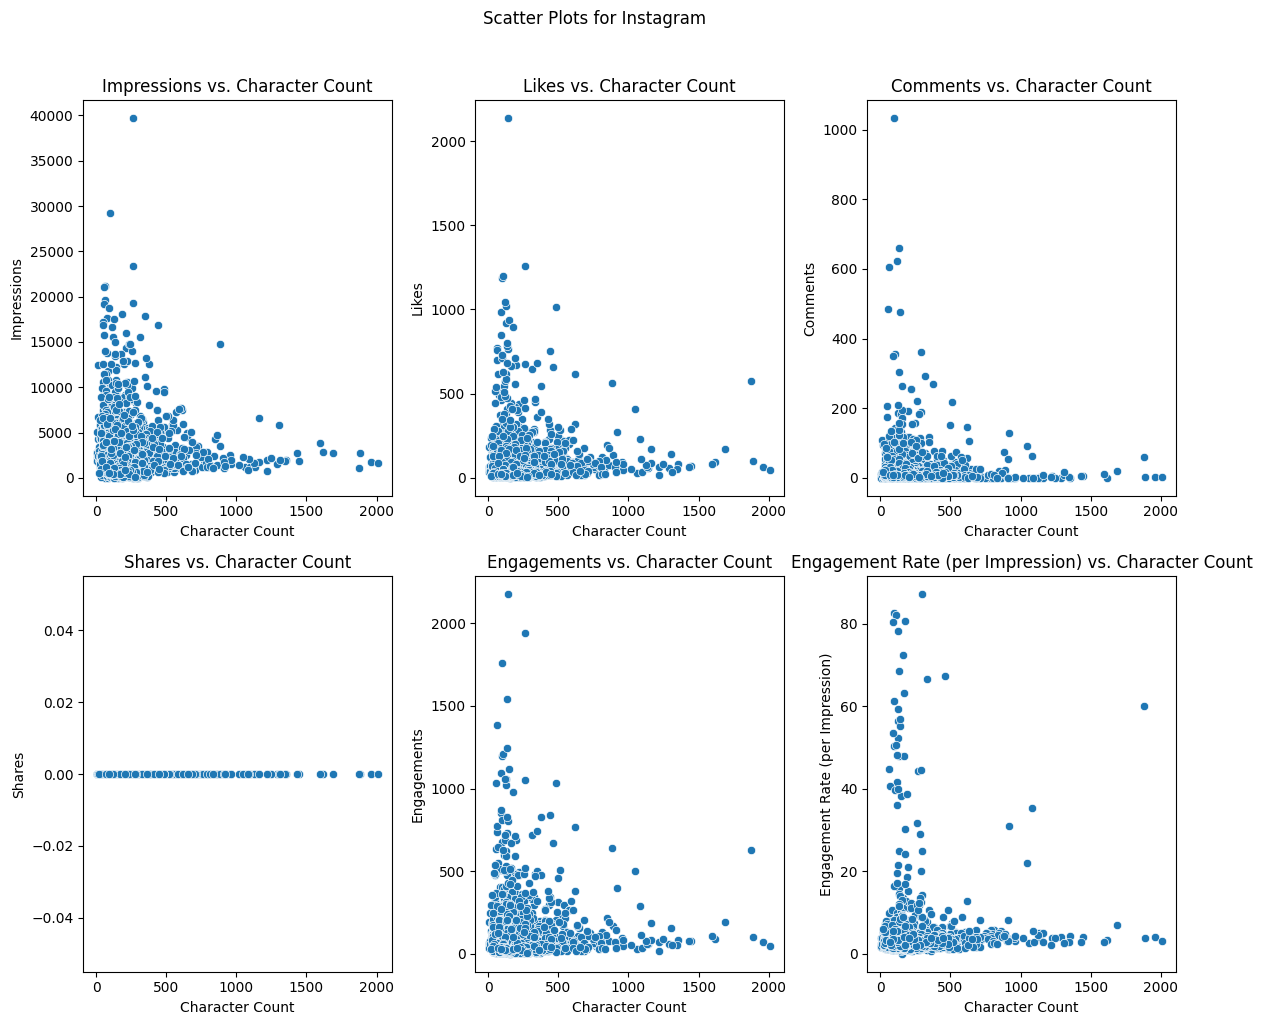 Scatter Plots for Instagram
Impressions vs. Character Count
Likes vs. Character Count
Comments vs. Character Count
40000
35000
30000
25000
20000
15000
10000
5000
0
Impressions
0 500 1000 1500 2000
Character Count
2000
1500
1000
500
0
Likes
0 500 1000 1500 2000
Character Count
1000
800
600
400
200
0
Comments
0 500 1000 1500 2000
Character Count
Shares vs. Character Count
Engagements vs. Character Count
Engagement Rate (per Impression) vs. Character Count
0.04
0.02
0.00
−0.02
−0.04
Shares
0 500 1000 1500 2000
Character Count
2000
1500
1000
500
0
Engagements
0 500 1000 1500 2000
Character Count
80
60
40
20
0
Engagement Rate (per Impression)
0 500 1000 1500 2000
Character Count